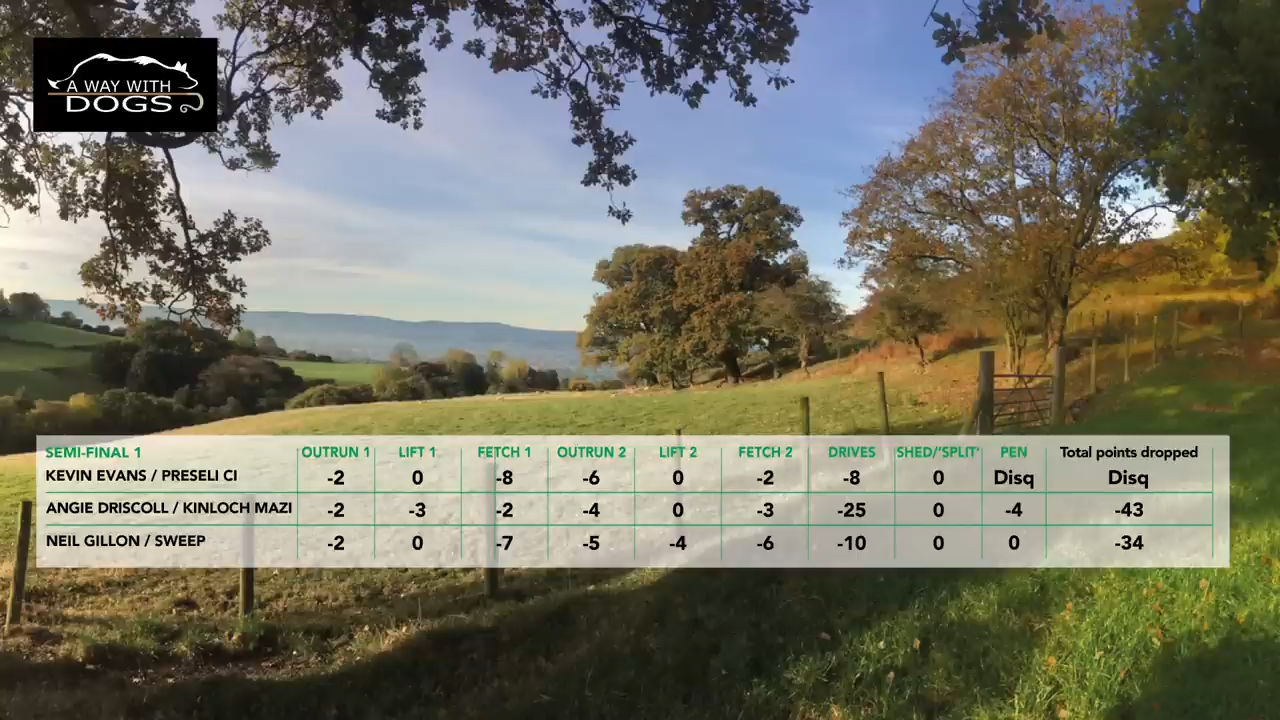 A WAY WITH
DOGS
SEMI-FINAL 1 OUTRUN 1 LIFT 1 FETCH 1 OUTRUN 2 LIFT 2 FETCH 2 DRIVES SHED/'SPLIT' PEN Total points dropped
KEVIN EVANS / PRESELI CI -2 0 -8 -6 0 -2 -8 0 Disq Disq
ANGIE DRISCOLL / KINLOCH MAZI -2 -3 -2 -4 0 -3 -25 0 -4 -43
NEIL GILLON / SWEEP -2 0 -7 -5 -4 -6 -10 0 0 -34